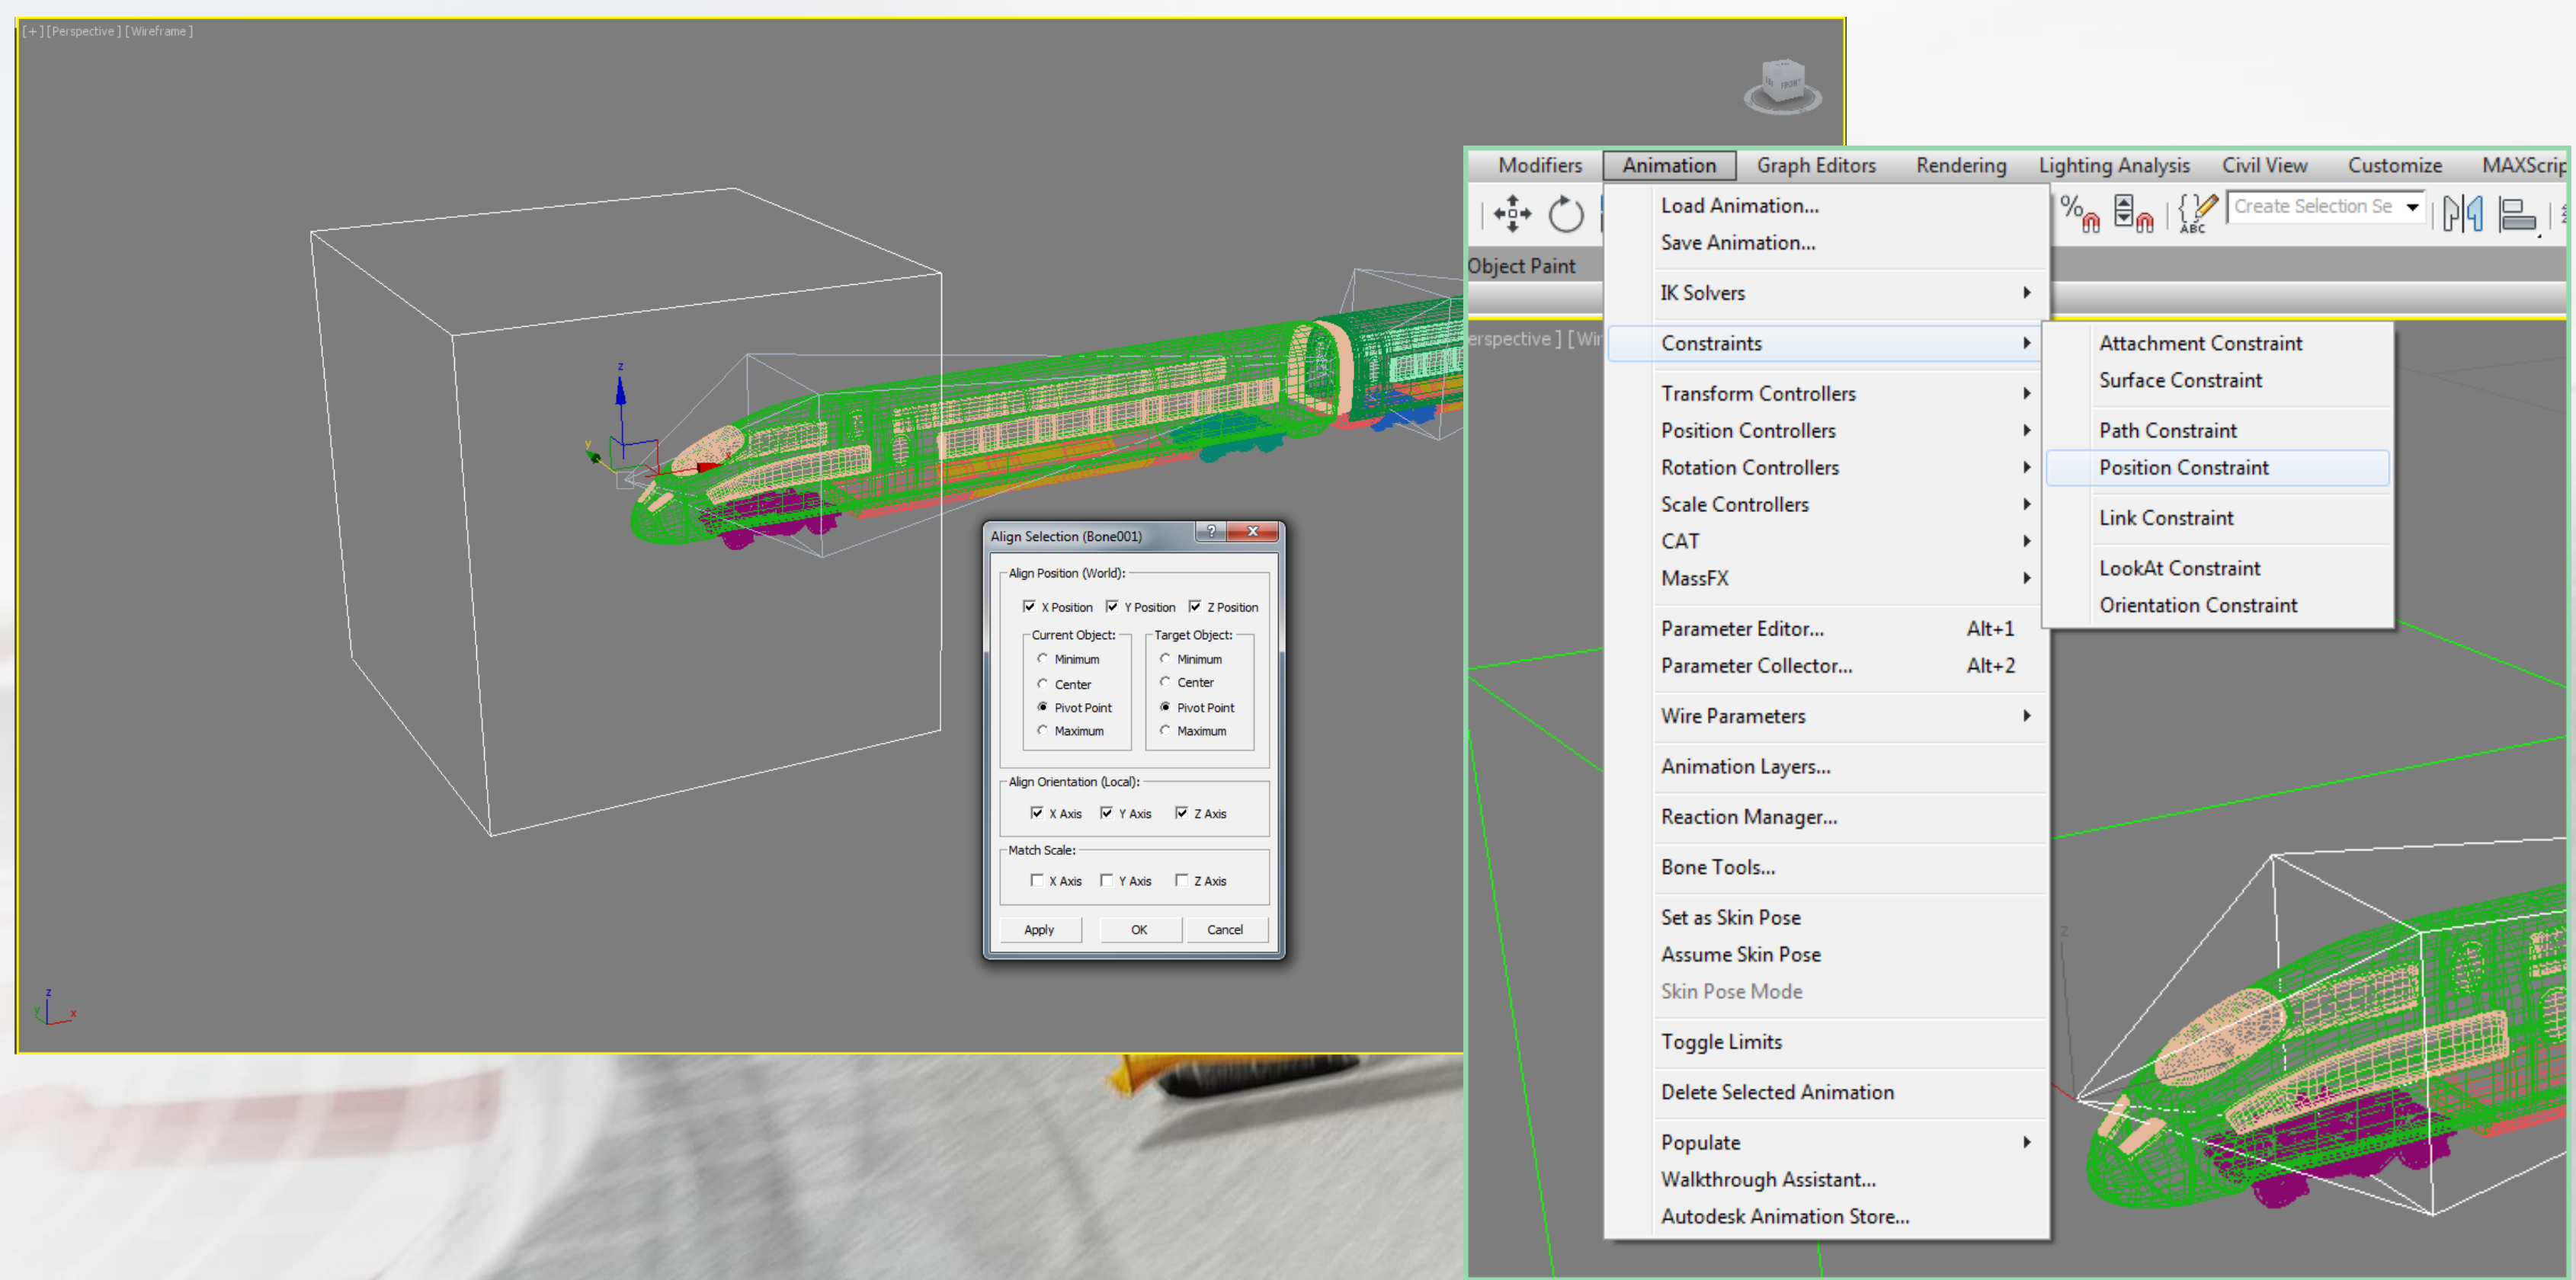 [+] [Perspective] [Wireframe]
FRONT
z
y
z
y
x
Align Selection (Bone001)
?
X
Align Position (World):
X Position Y Position Z Position
Current Object: Target Object:
Minimum Minimum
Center Center
Pivot Point Pivot Point
Maximum Maximum
Align Orientation (Local):
X Axis Y Axis Z Axis
Match Scale:
X Axis Y Axis Z Axis
Apply OK Cancel
Modifiers Animation Graph Editors Rendering Lighting Analysis Civil View Customize MAXScrip
% ABC Create Selection Se
Object Paint
erspective] [Wir
Load Animation...
Save Animation...
IK Solvers
Constraints
Transform Controllers
Position Controllers
Rotation Controllers
Scale Controllers
CAT
MassFX
Parameter Editor... Alt+1
Parameter Collector... Alt+2
Wire Parameters
Animation Layers...
Reaction Manager...
Bone Tools...
Set as Skin Pose
Assume Skin Pose
Skin Pose Mode
Toggle Limits
Delete Selected Animation
Populate
Walkthrough Assistant...
Autodesk Animation Store...
Attachment Constraint
Surface Constraint
Path Constraint
Position Constraint
Link Constraint
LookAt Constraint
Orientation Constraint
z